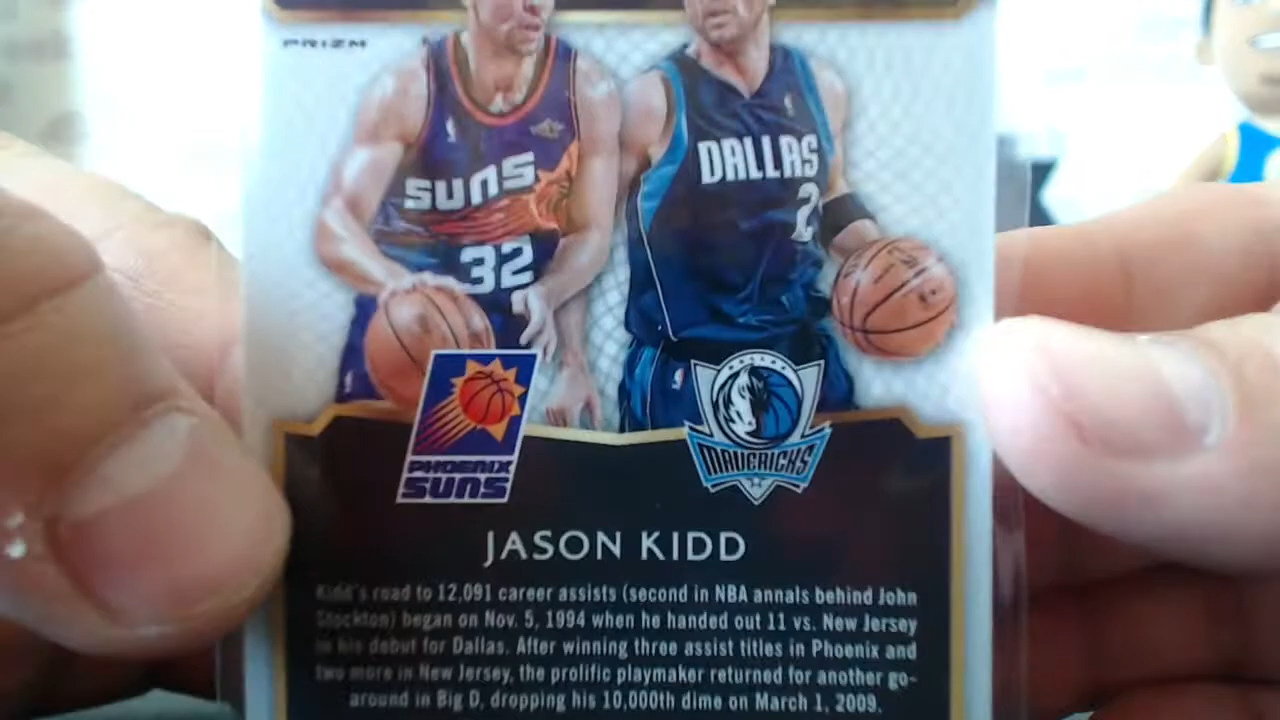 PRIZM
SUNS
32
DALLAS
2
PHOENIX
SUNS
DALLAS
MAVERICKS
JASON KIDD
Kidd's road to 12,091 career assists (second in NBA annals behind John
Stockton) began on Nov. 5, 1994 when he handed out 11 vs. New Jersey
in his debut for Dallas. After winning three assist titles in Phoenix and
two more in New Jersey, the prolific playmaker returned for another go-
around in Big D, dropping his 10,000th dime on March 1, 2009.